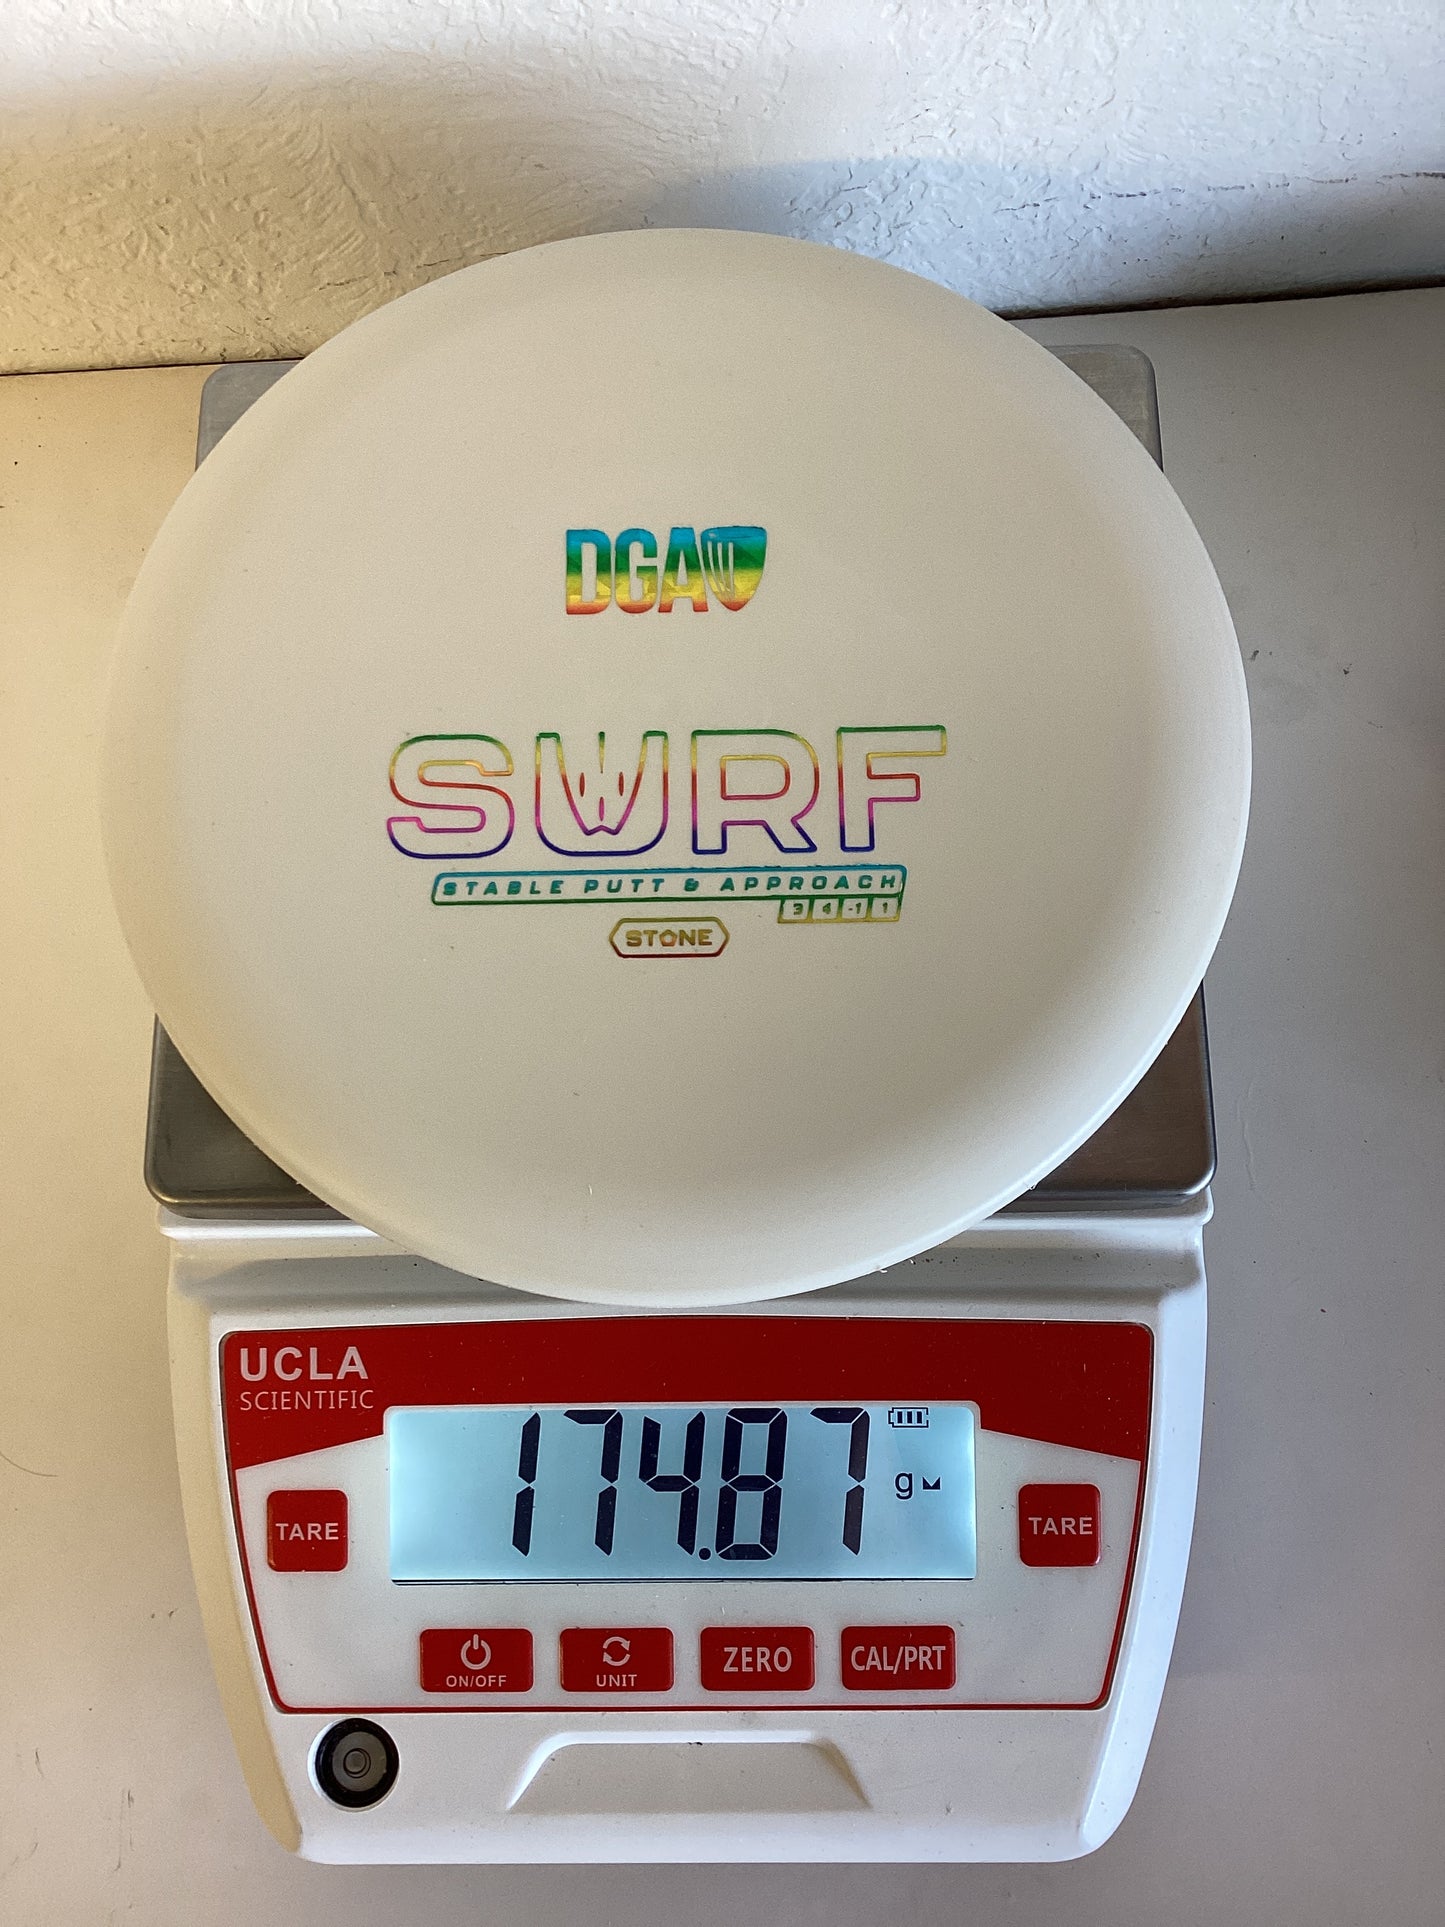 DGA
SURF
STABLE PUTT & APPROACH
3 4 -1 1
STONE
UCLA
SCIENTIFIC
174.87 g
TARE
TARE
ON/OFF
UNIT
ZERO
CAL/PRT